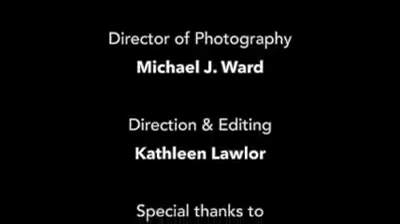 Director of Photography
Michael J. Ward
Direction & Editing
Kathleen Lawlor
Special thanks to